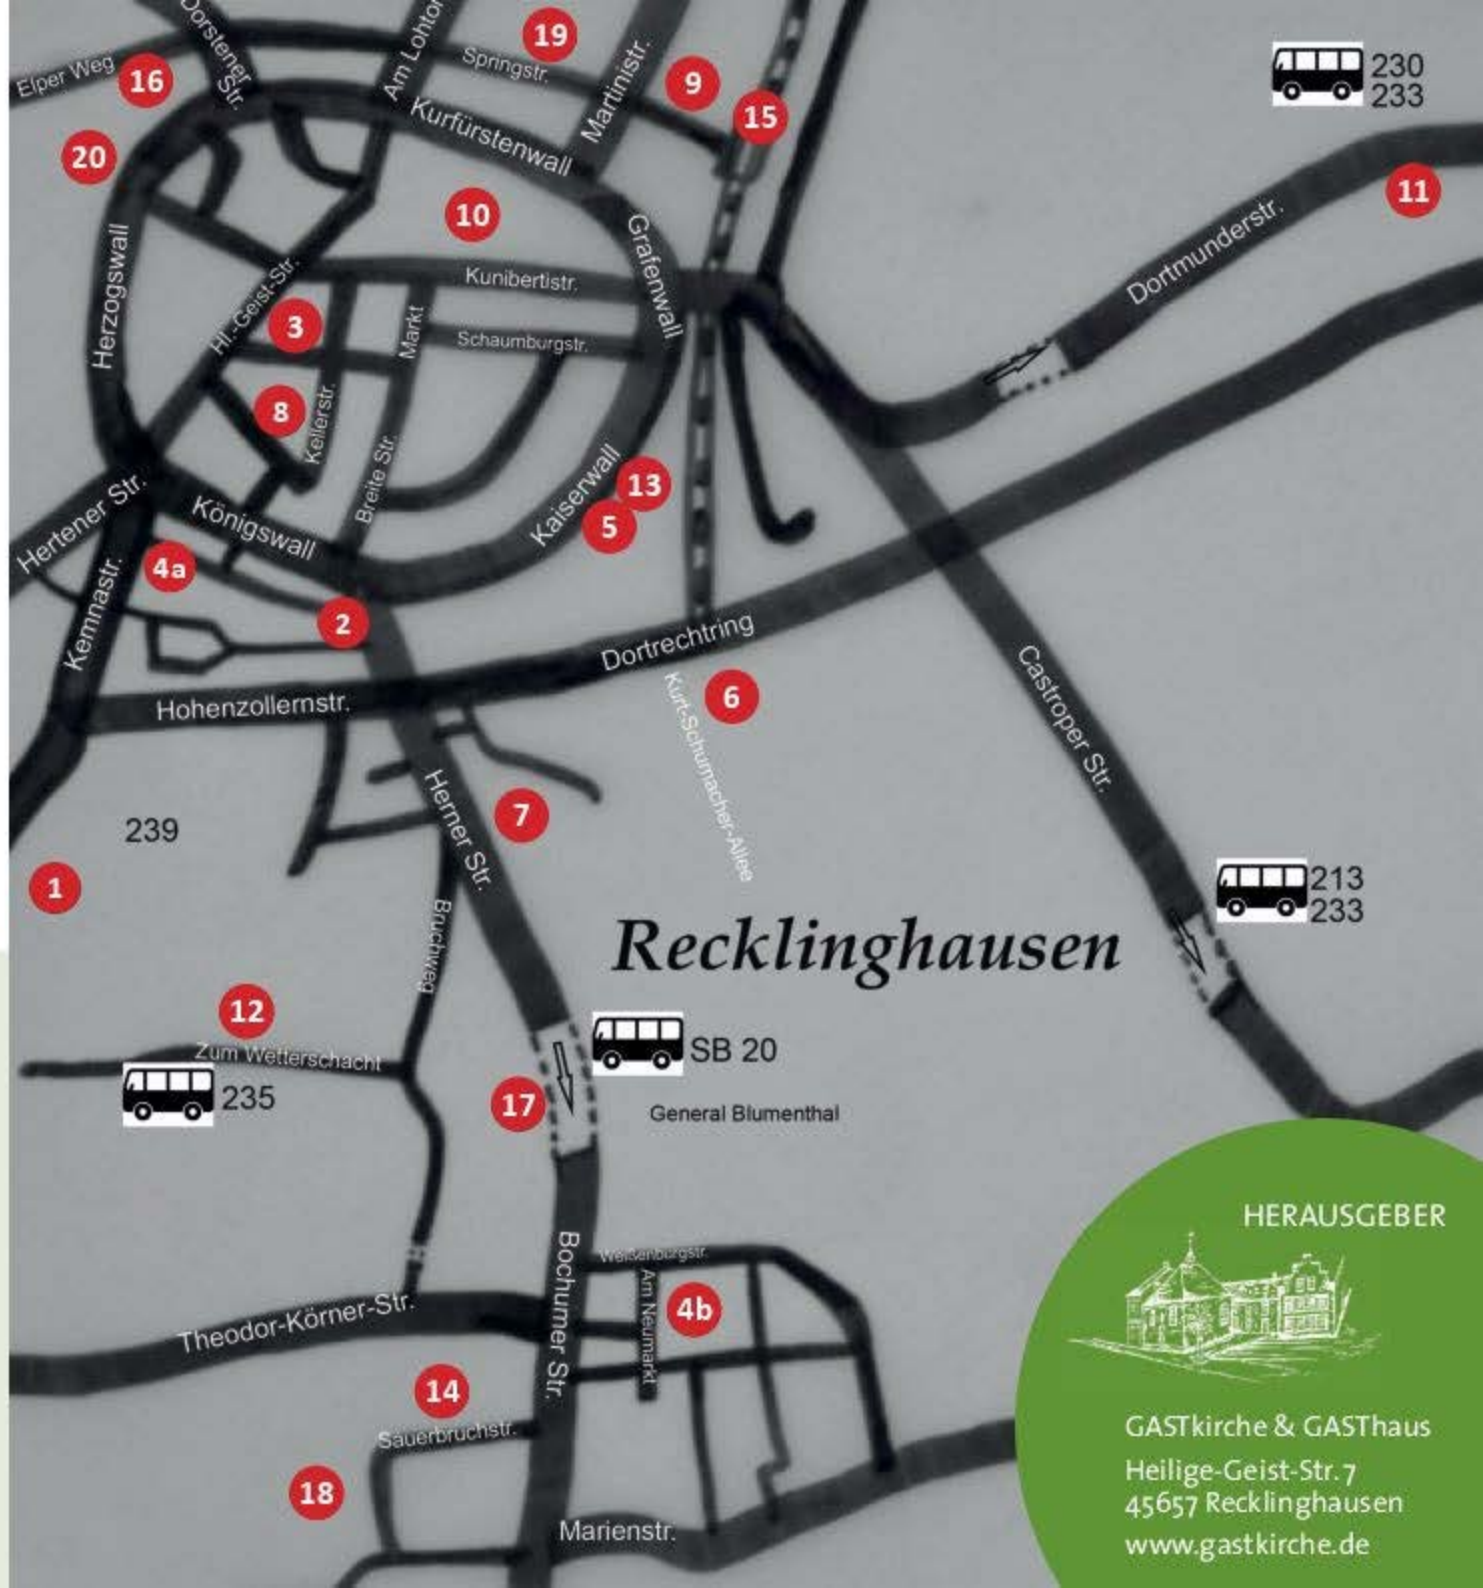 Dorstener
Str.
Am Lohtor
19
Springstr.
Martinistr.
9
230
233
Elper Weg
16
15
Kurfürstenwall
20
11
10
Grafenwall
Dortmunderstr.
Herzogswall
Hl.-Geist-Str.
Kunibertistr.
3
Markt
Schaumburgstr.
8
Kellerstr.
Breite Str.
Kaiserwall
13
5
Hertener Str.
Königswall
4a
Kemnastr.
2
Dortrechtring
Castroper Str.
6
Kurt-Schumacher-Allee
Hohenzollernstr.
Herner Str.
7
239
1
213
233
Bruchweg
Recklinghausen
12
Zum Wetterschacht
SB 20
235
17
General Blumenthal
Bochumer Str.
Weißenburgstr.
Am Neumarkt
4b
Theodor-Körner-Str.
14
Sauerbruchstr.
18
Marienstr.
HERAUSGEBER
GASTkirche & GASThaus
Heilige-Geist-Str. 7
45657 Recklinghausen
www.gastkirche.de